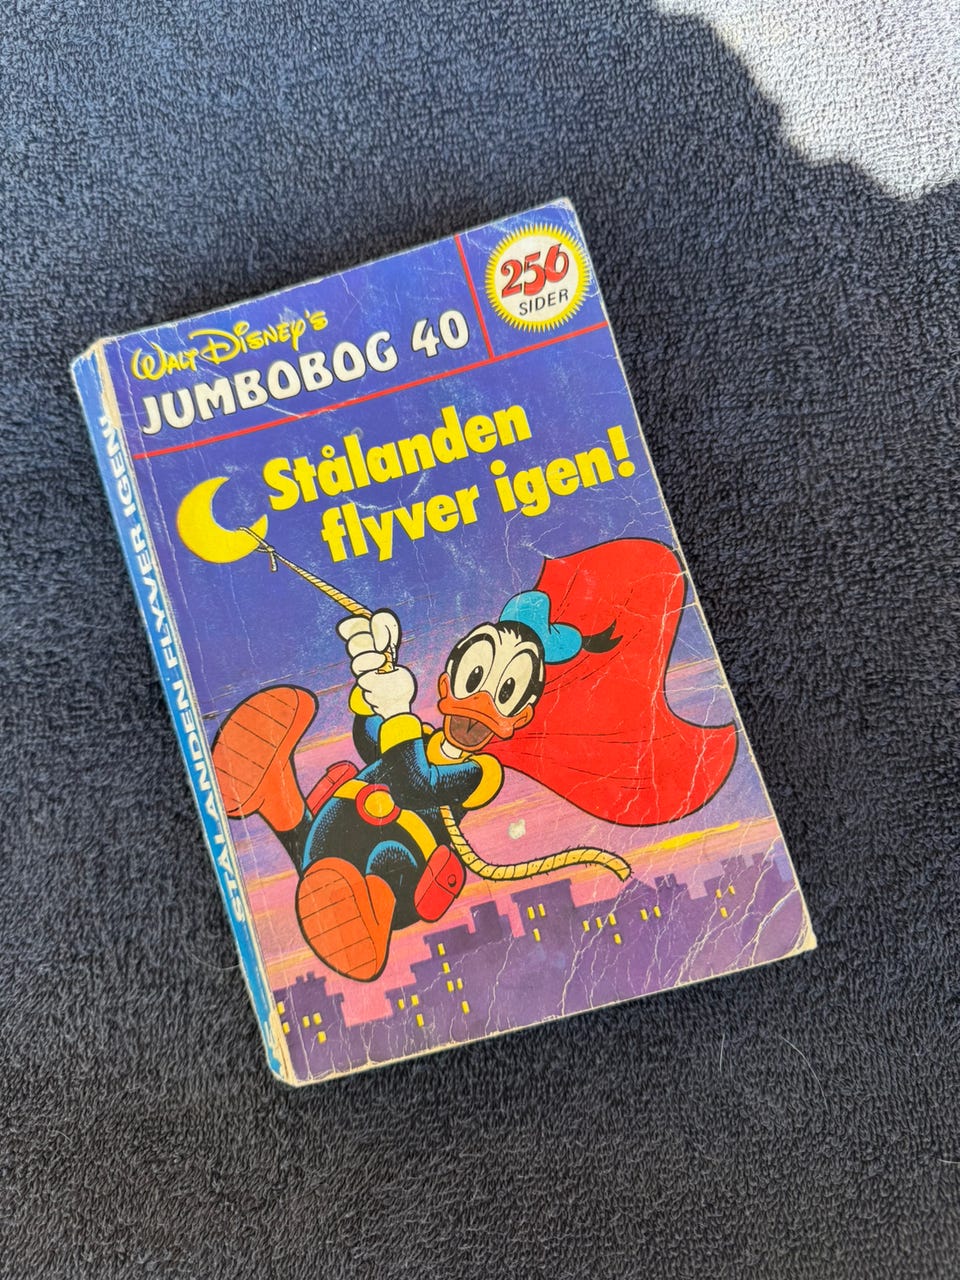 Walt Disney's
JUMBOBOG 40
256
SIDER
Stålanden
flyver igen!
STÅLANDEN FLYVER IGEN!